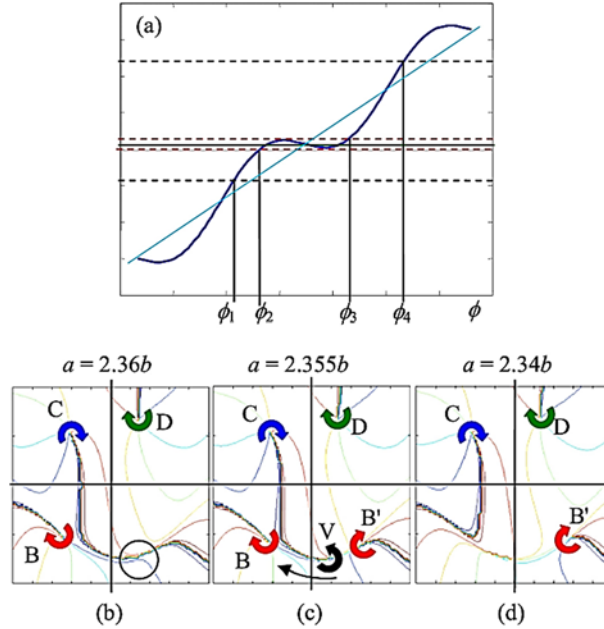 (a)
ϕ₁ ϕ₂ ϕ₃ ϕ₄ ϕ
a = 2.36b a = 2.355b a = 2.34b
C D C D C D
B B V B' B'
(b) (c) (d)